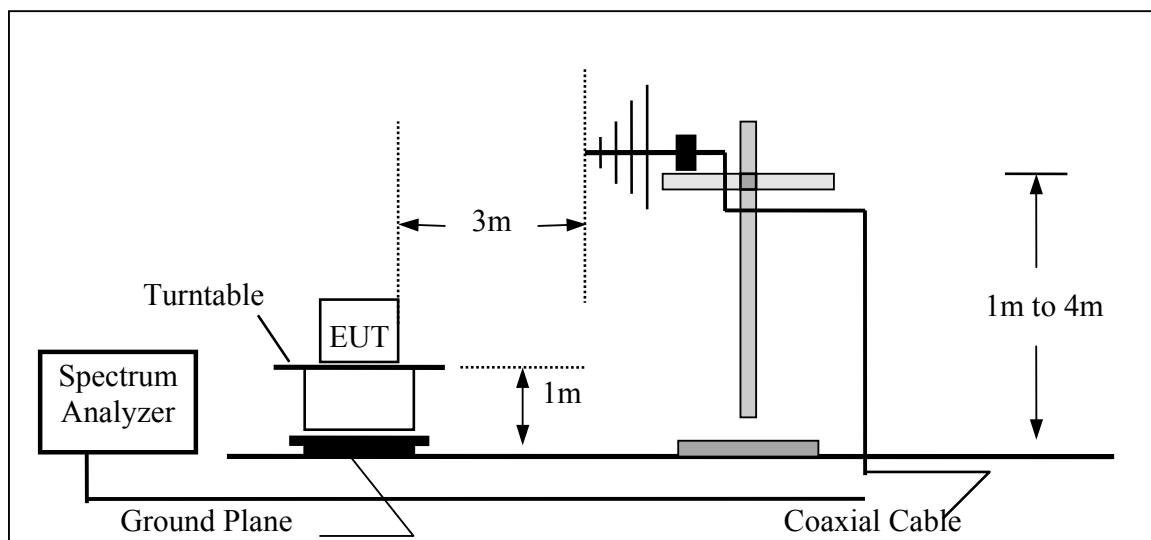 3m
Turntable
1m to 4m
EUT
Spectrum
Analyzer
1m
Ground Plane
Coaxial Cable